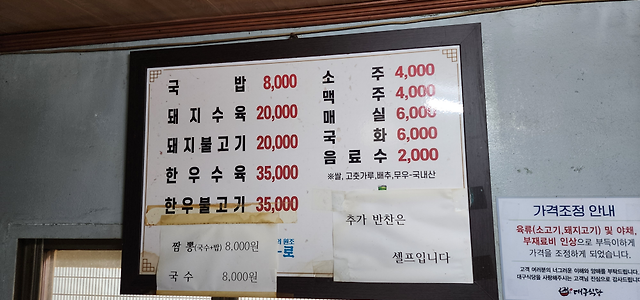 국 밥 8,000
돼지수육 20,000
돼지불고기 20,000
한우수육 35,000
한우불고기 35,000
소 주 4,000
맥 주 4,000
매 실 6,000
국 화 6,000
음료수 2,000
※쌀, 고춧가루, 배추, 무우-국내산
짬뽕(국수+밥) 8,000원
국수 8,000원
원조
추가 반찬은
셀프입니다
가격조정 안내
육류(소고기,돼지고기) 및 야채,
부재료비 인상으로 부득이하게
가격을 조정하게 되었습니다.
고객 여러분의 너그러운 이해와 양해를 부탁드립니다.
대구식당을 사랑해주시는 고객님 진심으로 감사드립니다
대구식당